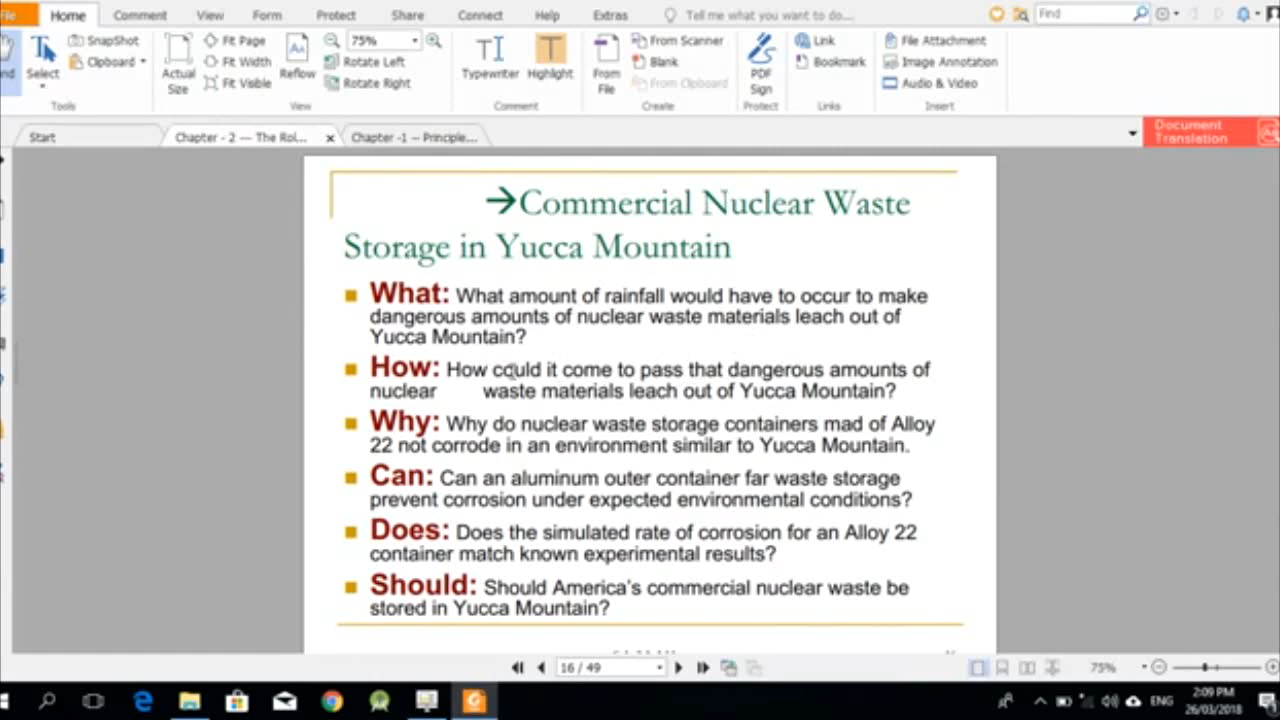 File Home Comment View Form Protect Share Connect Help Extras Tell me what you want to do... Find
SnapShot Fit Page 75% From Scanner Link File Attachment
Select Clipboard Actual Size Fit Width Reflow Rotate Left Typewriter Highlight From File Blank PDF Sign Bookmark Image Annotation
Fit Visible Rotate Right From Clipboard Audio & Video
Tools View Comment Create Protect Links Insert
Start Chapter - 2 — The Rol... x Chapter -1 -- Principle... Document
Translation
→Commercial Nuclear Waste
Storage in Yucca Mountain
What: What amount of rainfall would have to occur to make
dangerous amounts of nuclear waste materials leach out of
Yucca Mountain?
How: How could it come to pass that dangerous amounts of
nuclear waste materials leach out of Yucca Mountain?
Why: Why do nuclear waste storage containers mad of Alloy
22 not corrode in an environment similar to Yucca Mountain.
Can: Can an aluminum outer container far waste storage
prevent corrosion under expected environmental conditions?
Does: Does the simulated rate of corrosion for an Alloy 22
container match known experimental results?
Should: Should America's commercial nuclear waste be
stored in Yucca Mountain?
16 / 49 75%
ENG 2:09 PM
26/03/2018